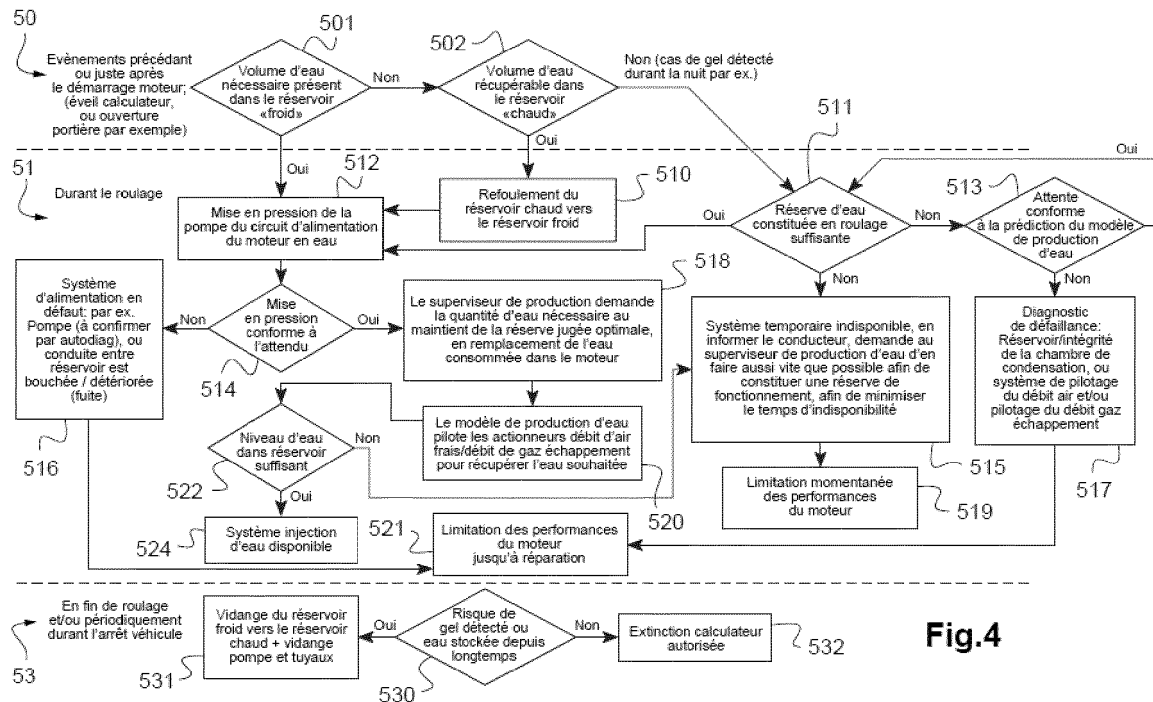 50
Evènements précédant
ou juste après
le démarrage moteur;
(éveil calculateur,
ou ouverture
portière par exemple)
501
Volume d'eau
nécessaire présent
dans le réservoir
«froid»
Non
502
Volume d'eau
récupérable dans
le réservoir
«chaud»
Non (cas de gel détecté
durant la nuit par ex.)
Oui
Oui
51
Durant le roulage
512
Mise en pression de la
pompe du circuit d'alimentation
du moteur en eau
510
Refoulement du
réservoir chaud vers
le réservoir froid
511
Oui
Réserve d'eau
constituée en roulage
suffisante
Non
Non
513
Oui
Attente
conforme
à la prédiction du modèle
de production
d'eau
Non
Système
d'alimentation en
défaut: par ex.
Pompe (à confirmer
par autodiag), ou
conduite entre
réservoir est
bouchée / détériorée
(fuite)
516
Non
Mise
en pression
conforme à
l'attendu
Oui
514
518
Le superviseur de production demande
la quantité d'eau nécessaire au
maintient de la réserve jugée optimale,
en remplacement de l'eau
consommée dans le moteur
Système temporaire indisponible, en
informer le conducteur, demande au
superviseur de production d'eau d'en
faire aussi vite que possible afin de
constituer une réserve de
fonctionnement, afin de minimiser
le temps d'indisponibilité
515
Diagnostic
de défaillance:
Réservoir/intégrité
de la chambre de
condensation, ou
système de pilotage
du débit air et/ou
pilotage du débit gaz
échappement
517
Niveau d'eau
dans réservoir
suffisant
Non
522
Oui
Le modèle de production d'eau
pilote les actionneurs débit d'air
frais/débit de gaz échappement
pour récupérer l'eau souhaitée
520
Limitation momentanée
des performances
du moteur
519
524
Système injection
d'eau disponible
521
Limitation des performances
du moteur
jusqu'à réparation
53
En fin de roulage
et/ou périodiquement
durant l'arrêt véhicule
Vidange du réservoir
froid vers le réservoir
chaud + vidange
pompe et tuyaux
531
Oui
Risque de
gel détecté ou
eau stockée depuis
longtemps
530
Non
Extinction calculateur
autorisée
532
Fig.4